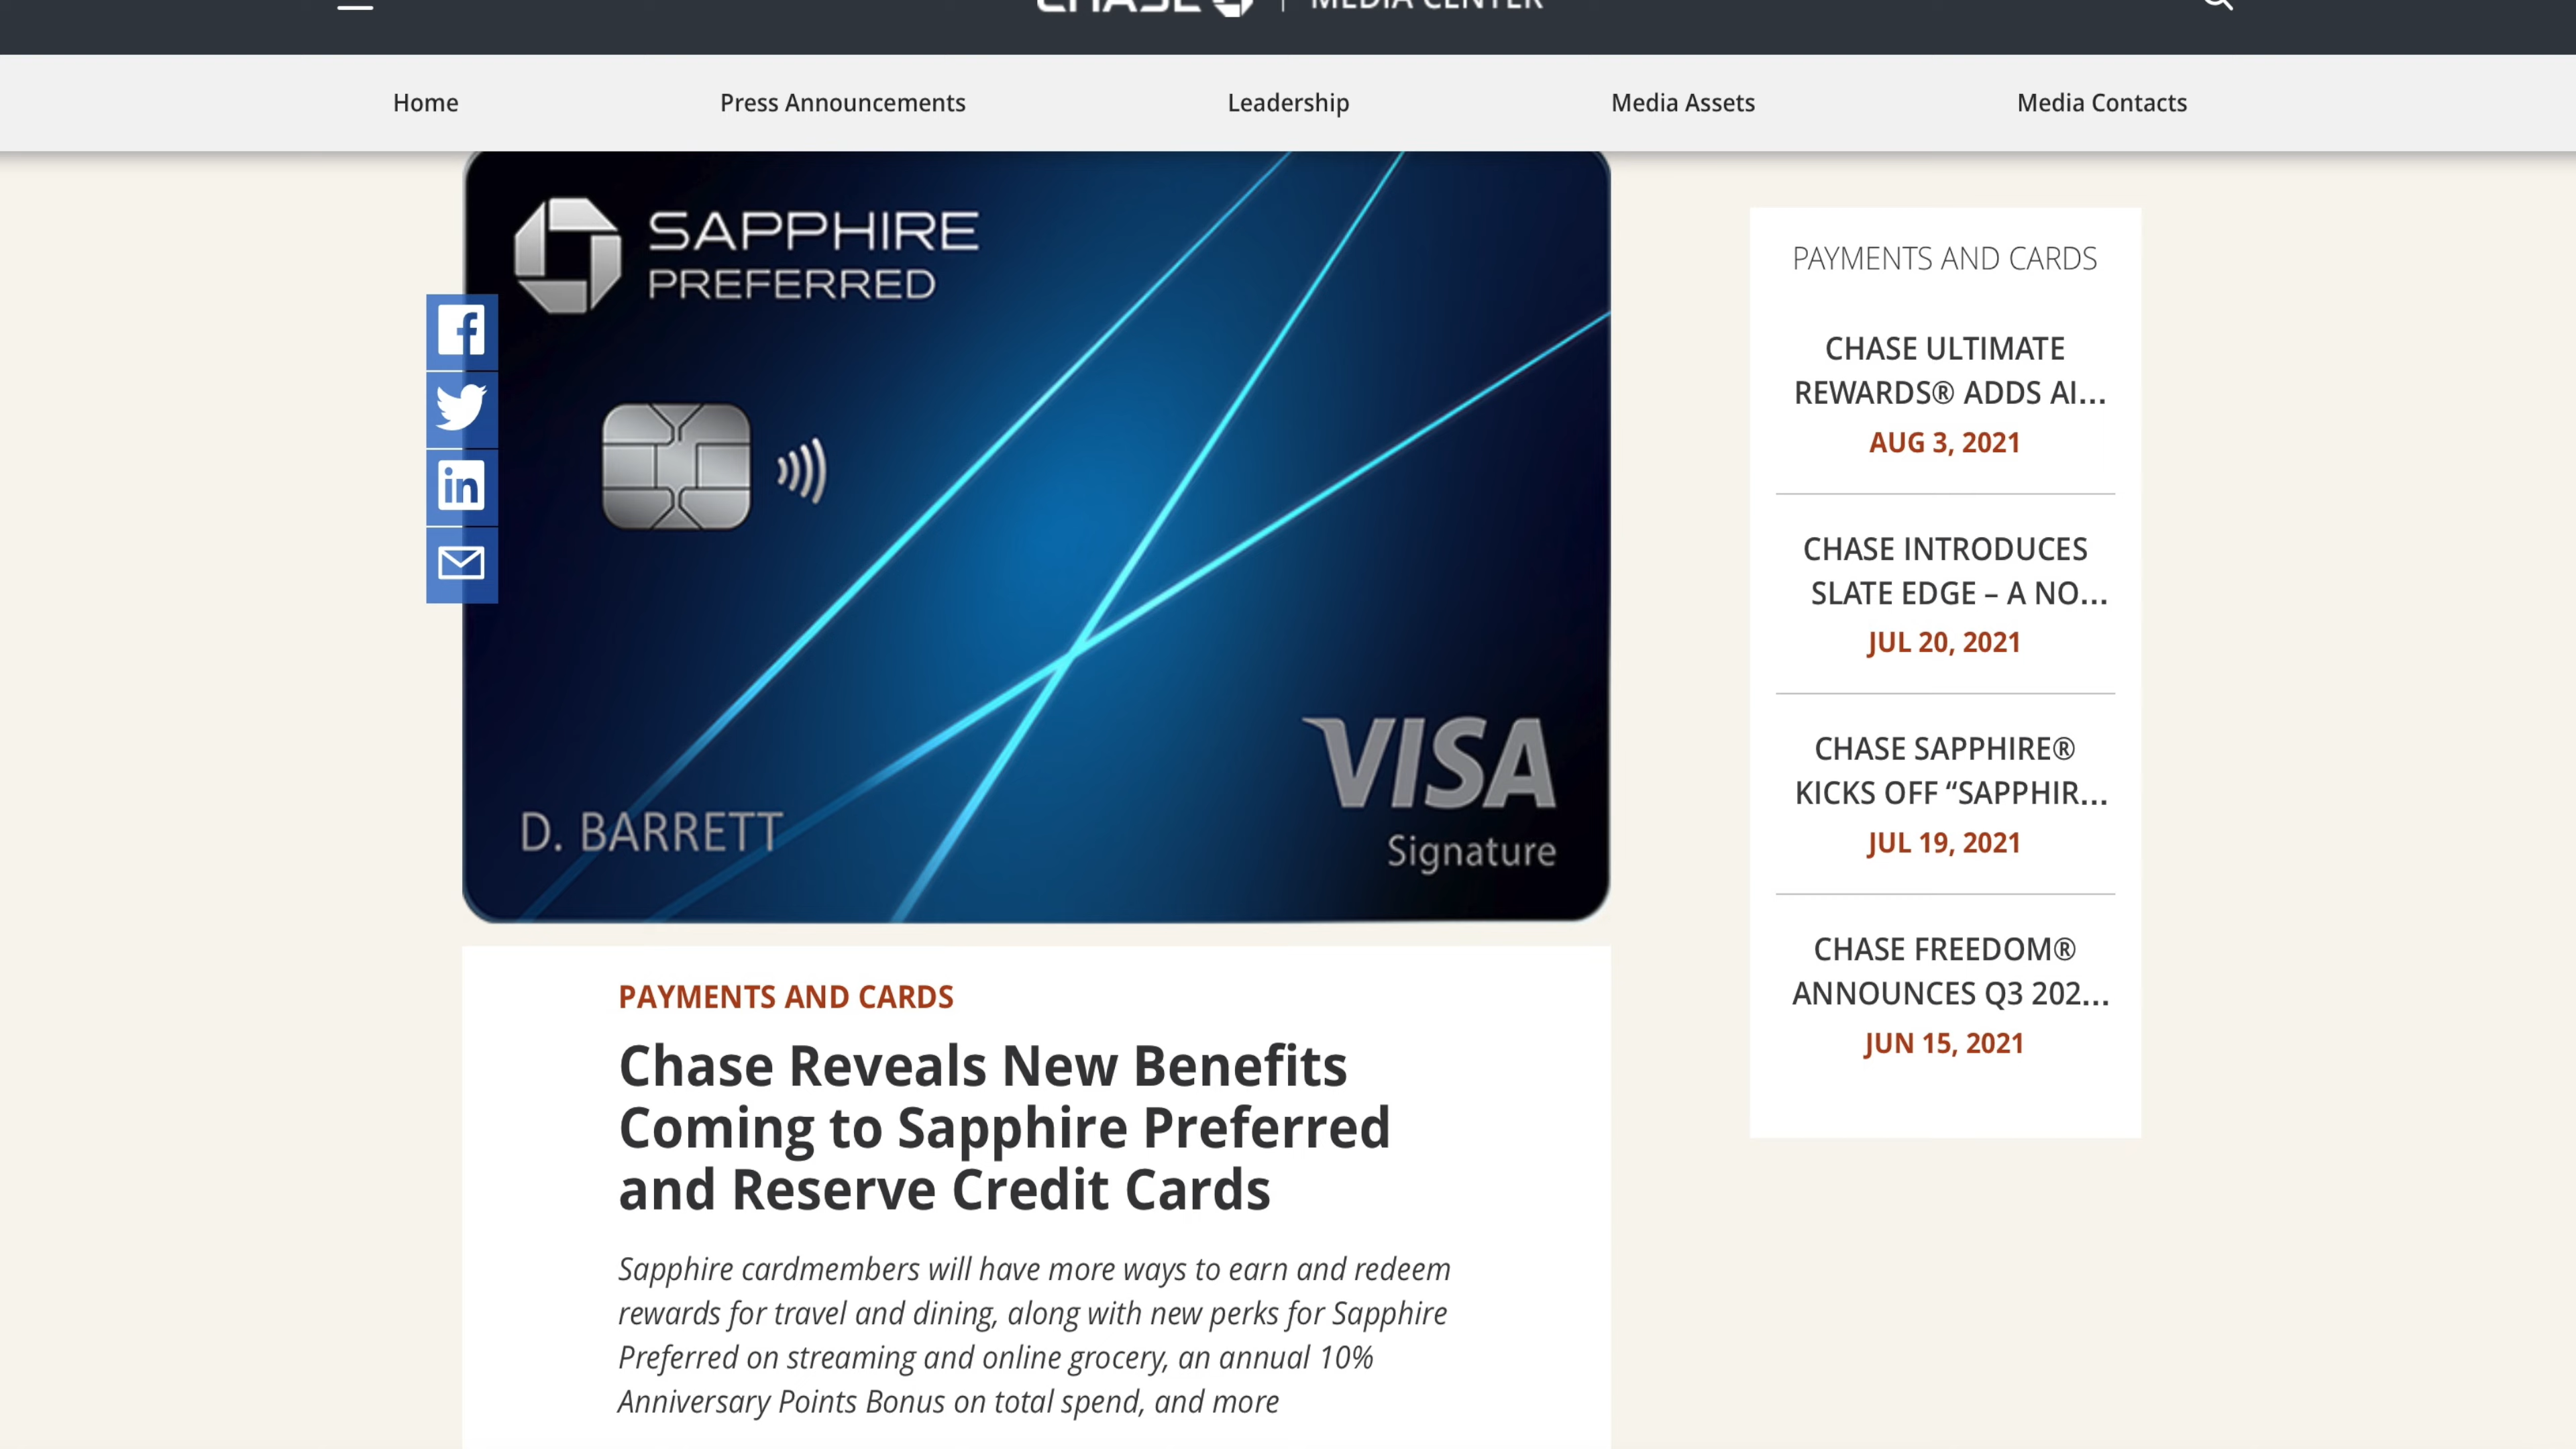 CHASE | MEDIA CENTER
Home
Press Announcements
Leadership
Media Assets
Media Contacts
SAPPHIRE
PREFERRED
D. BARRETT
VISA
Signature
PAYMENTS AND CARDS
Chase Reveals New Benefits
Coming to Sapphire Preferred
and Reserve Credit Cards
Sapphire cardmembers will have more ways to earn and redeem
rewards for travel and dining, along with new perks for Sapphire
Preferred on streaming and online grocery, an annual 10%
Anniversary Points Bonus on total spend, and more
PAYMENTS AND CARDS
CHASE ULTIMATE
REWARDS® ADDS AI...
AUG 3, 2021
CHASE INTRODUCES
SLATE EDGE – A NO...
JUL 20, 2021
CHASE SAPPHIRE®
KICKS OFF “SAPPHIR...
JUL 19, 2021
CHASE FREEDOM®
ANNOUNCES Q3 202...
JUN 15, 2021